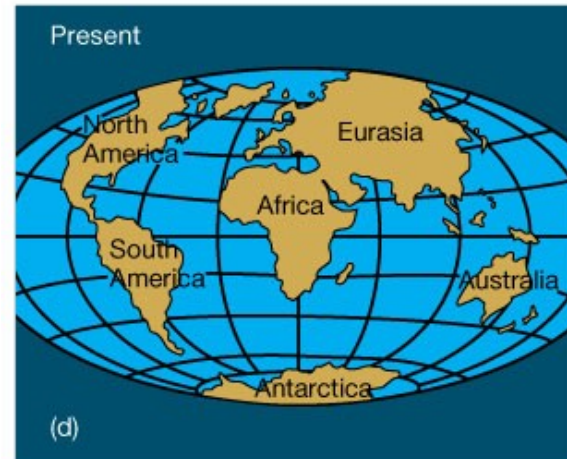 Present
North
America
Eurasia
Africa
South
America
Australia
Antarctica
(d)